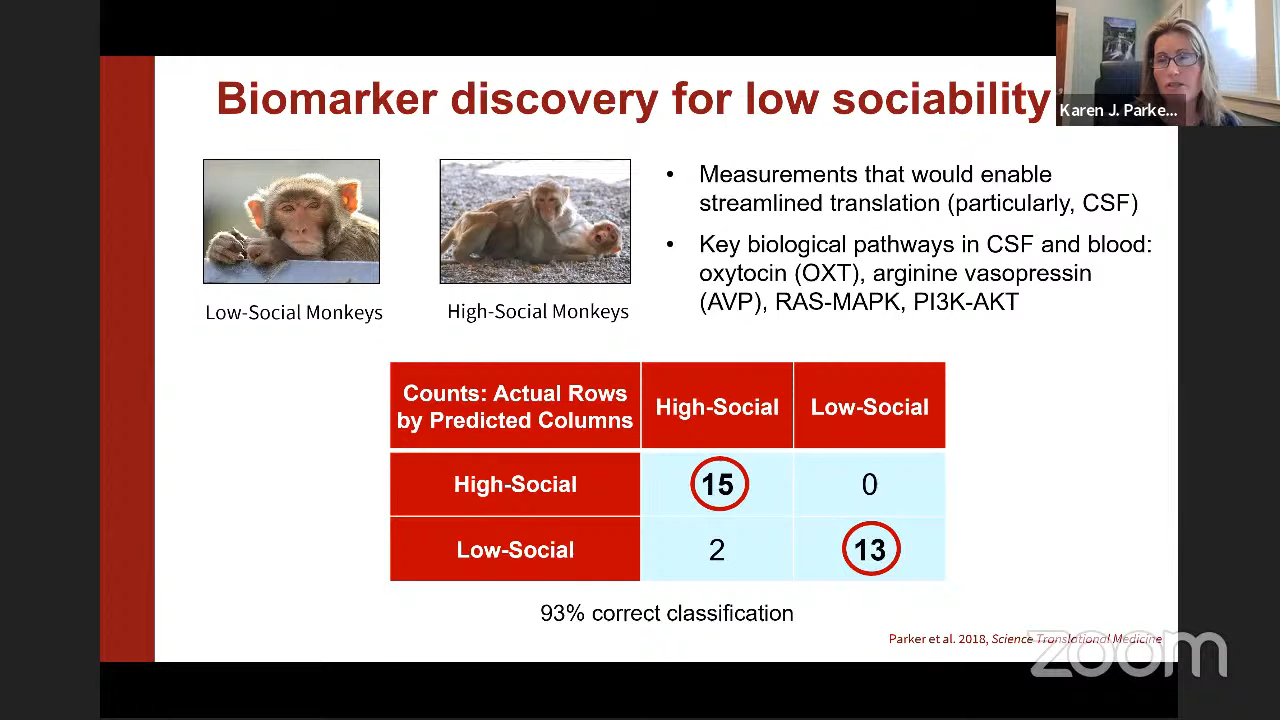 Biomarker discovery for low sociability
Karen J. Parke...
Low-Social Monkeys
High-Social Monkeys
• Measurements that would enable
streamlined translation (particularly, CSF)
• Key biological pathways in CSF and blood:
oxytocin (OXT), arginine vasopressin
(AVP), RAS-MAPK, PI3K-AKT
Counts: Actual Rows
by Predicted Columns
High-Social
Low-Social
High-Social
15
0
Low-Social
2
13
93% correct classification
Parker et al. 2018, Science Translational Medicine
zoom